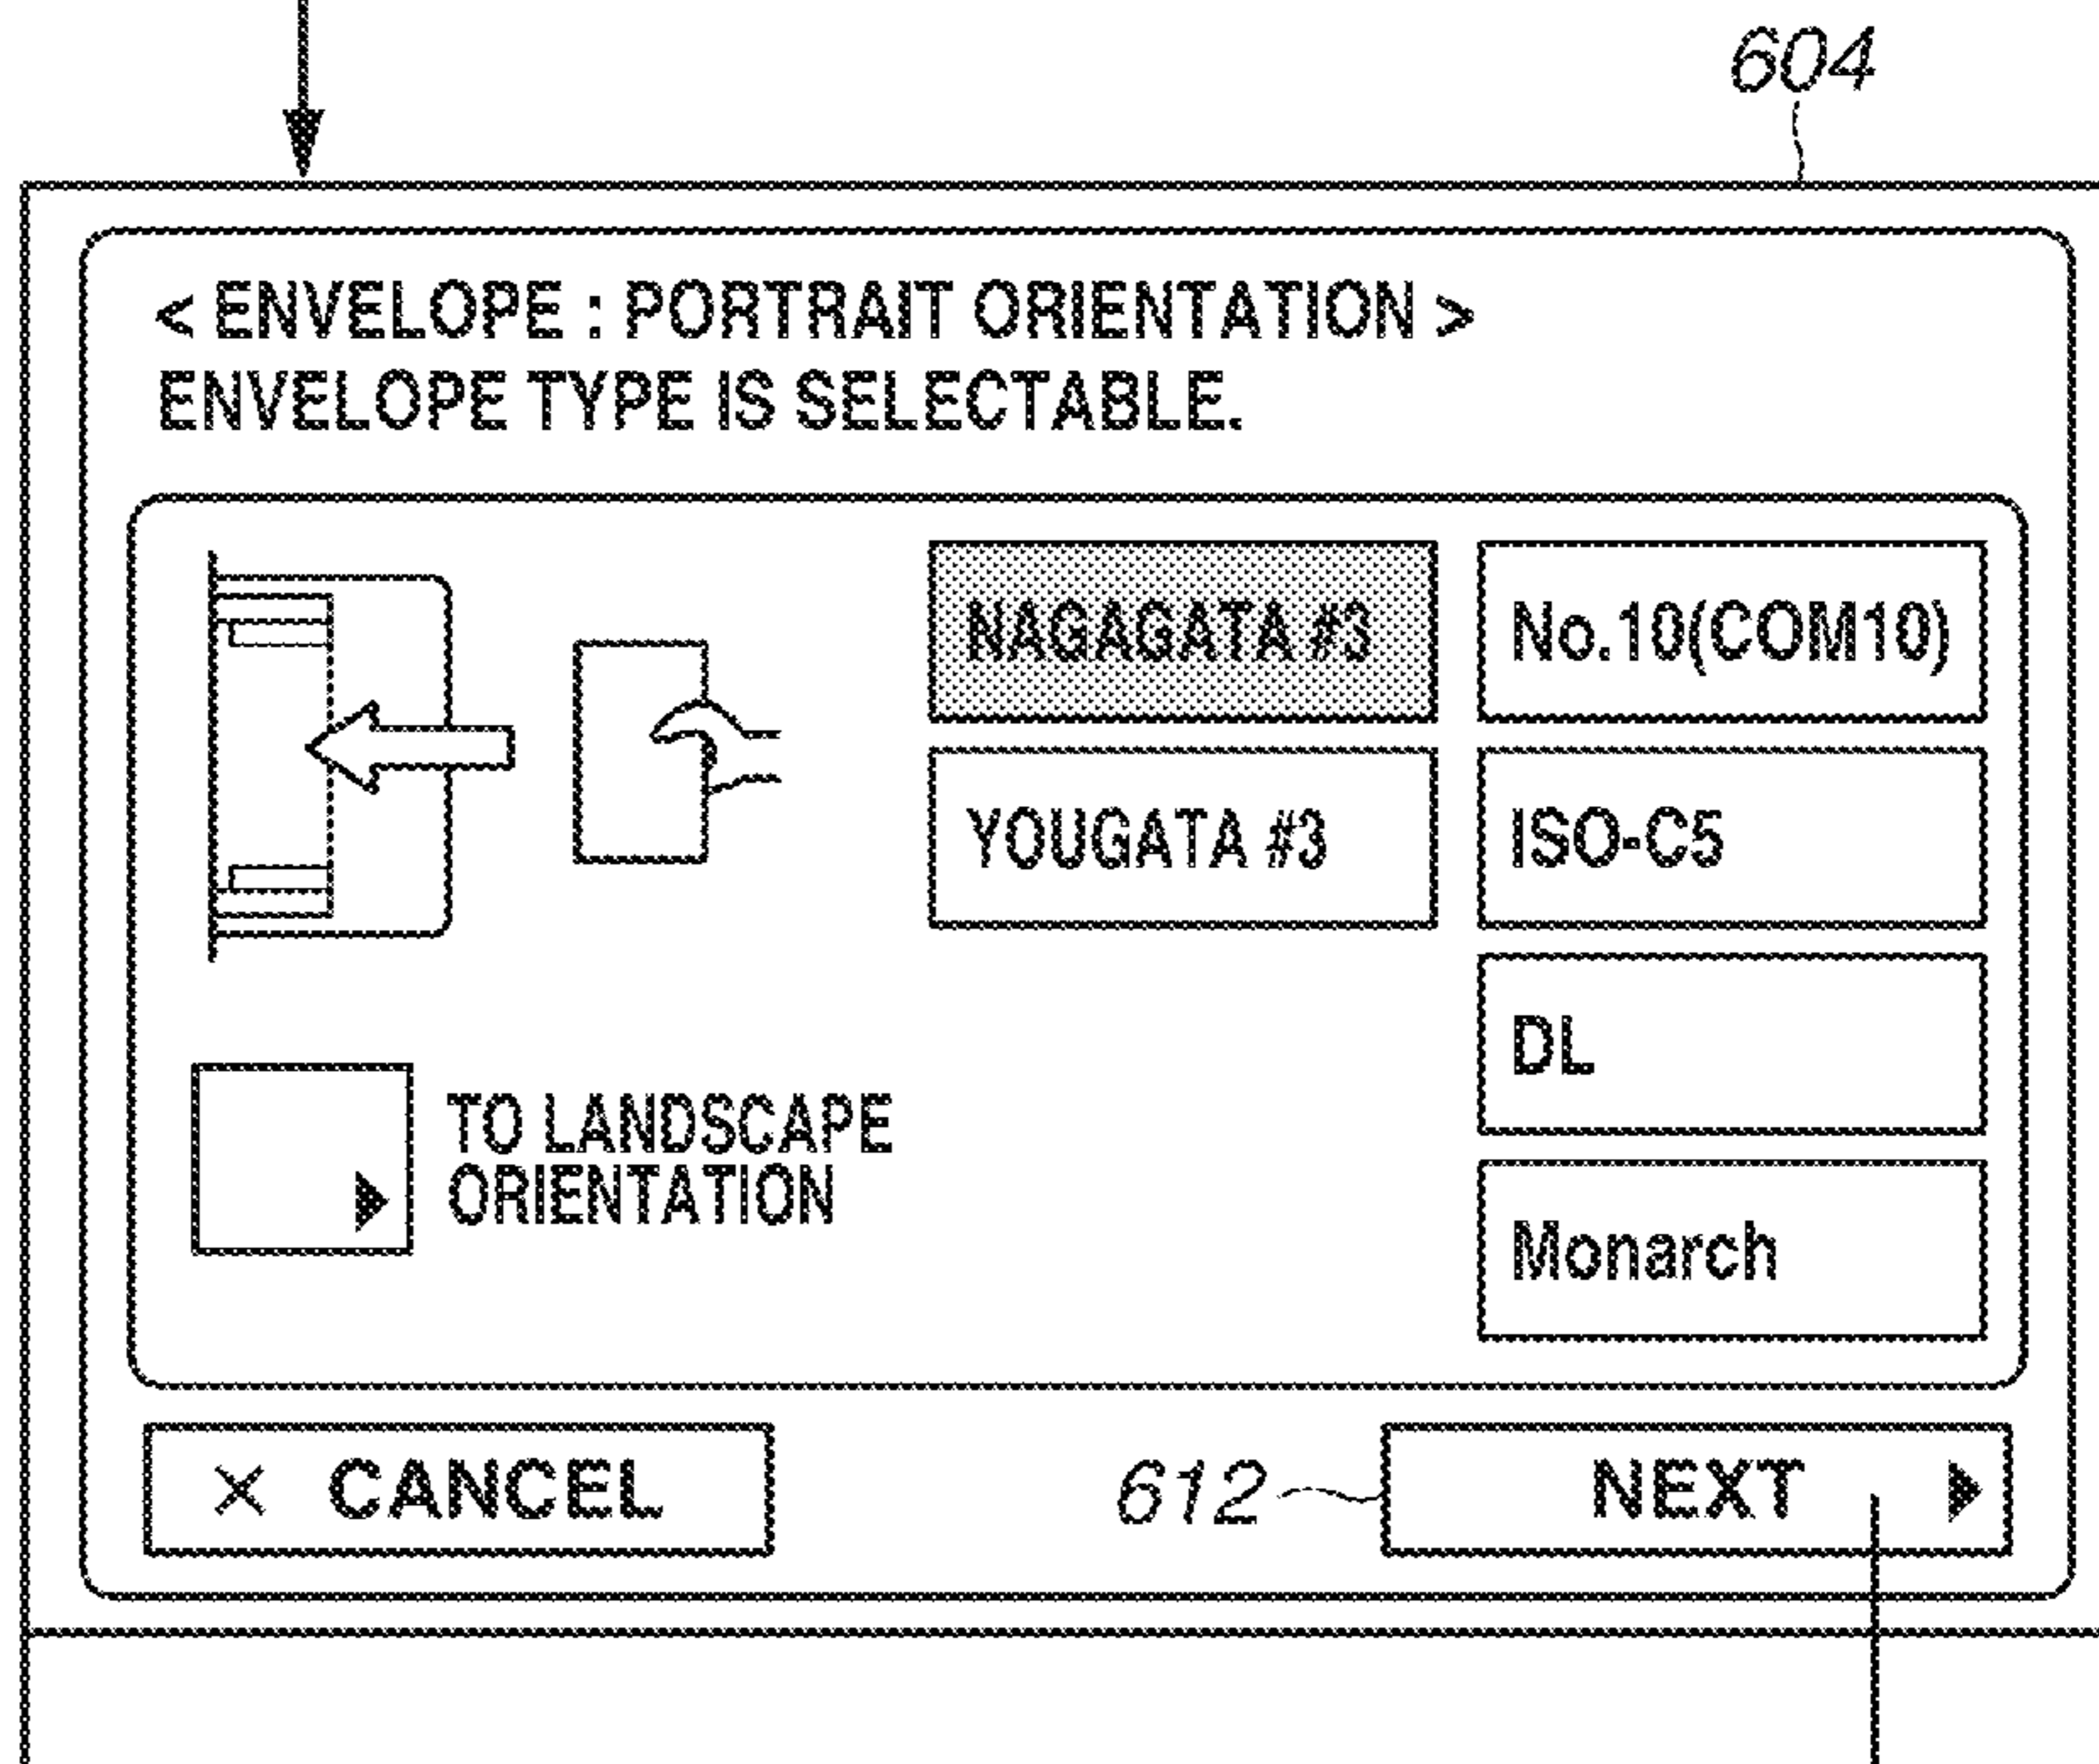 604
< ENVELOPE : PORTRAIT ORIENTATION >
ENVELOPE TYPE IS SELECTABLE.
NAGAGATA #3
No.10(COM10)
YOUGATA #3
ISO-C5
DL
TO LANDSCAPE
ORIENTATION
Monarch
× CANCEL
612
NEXT